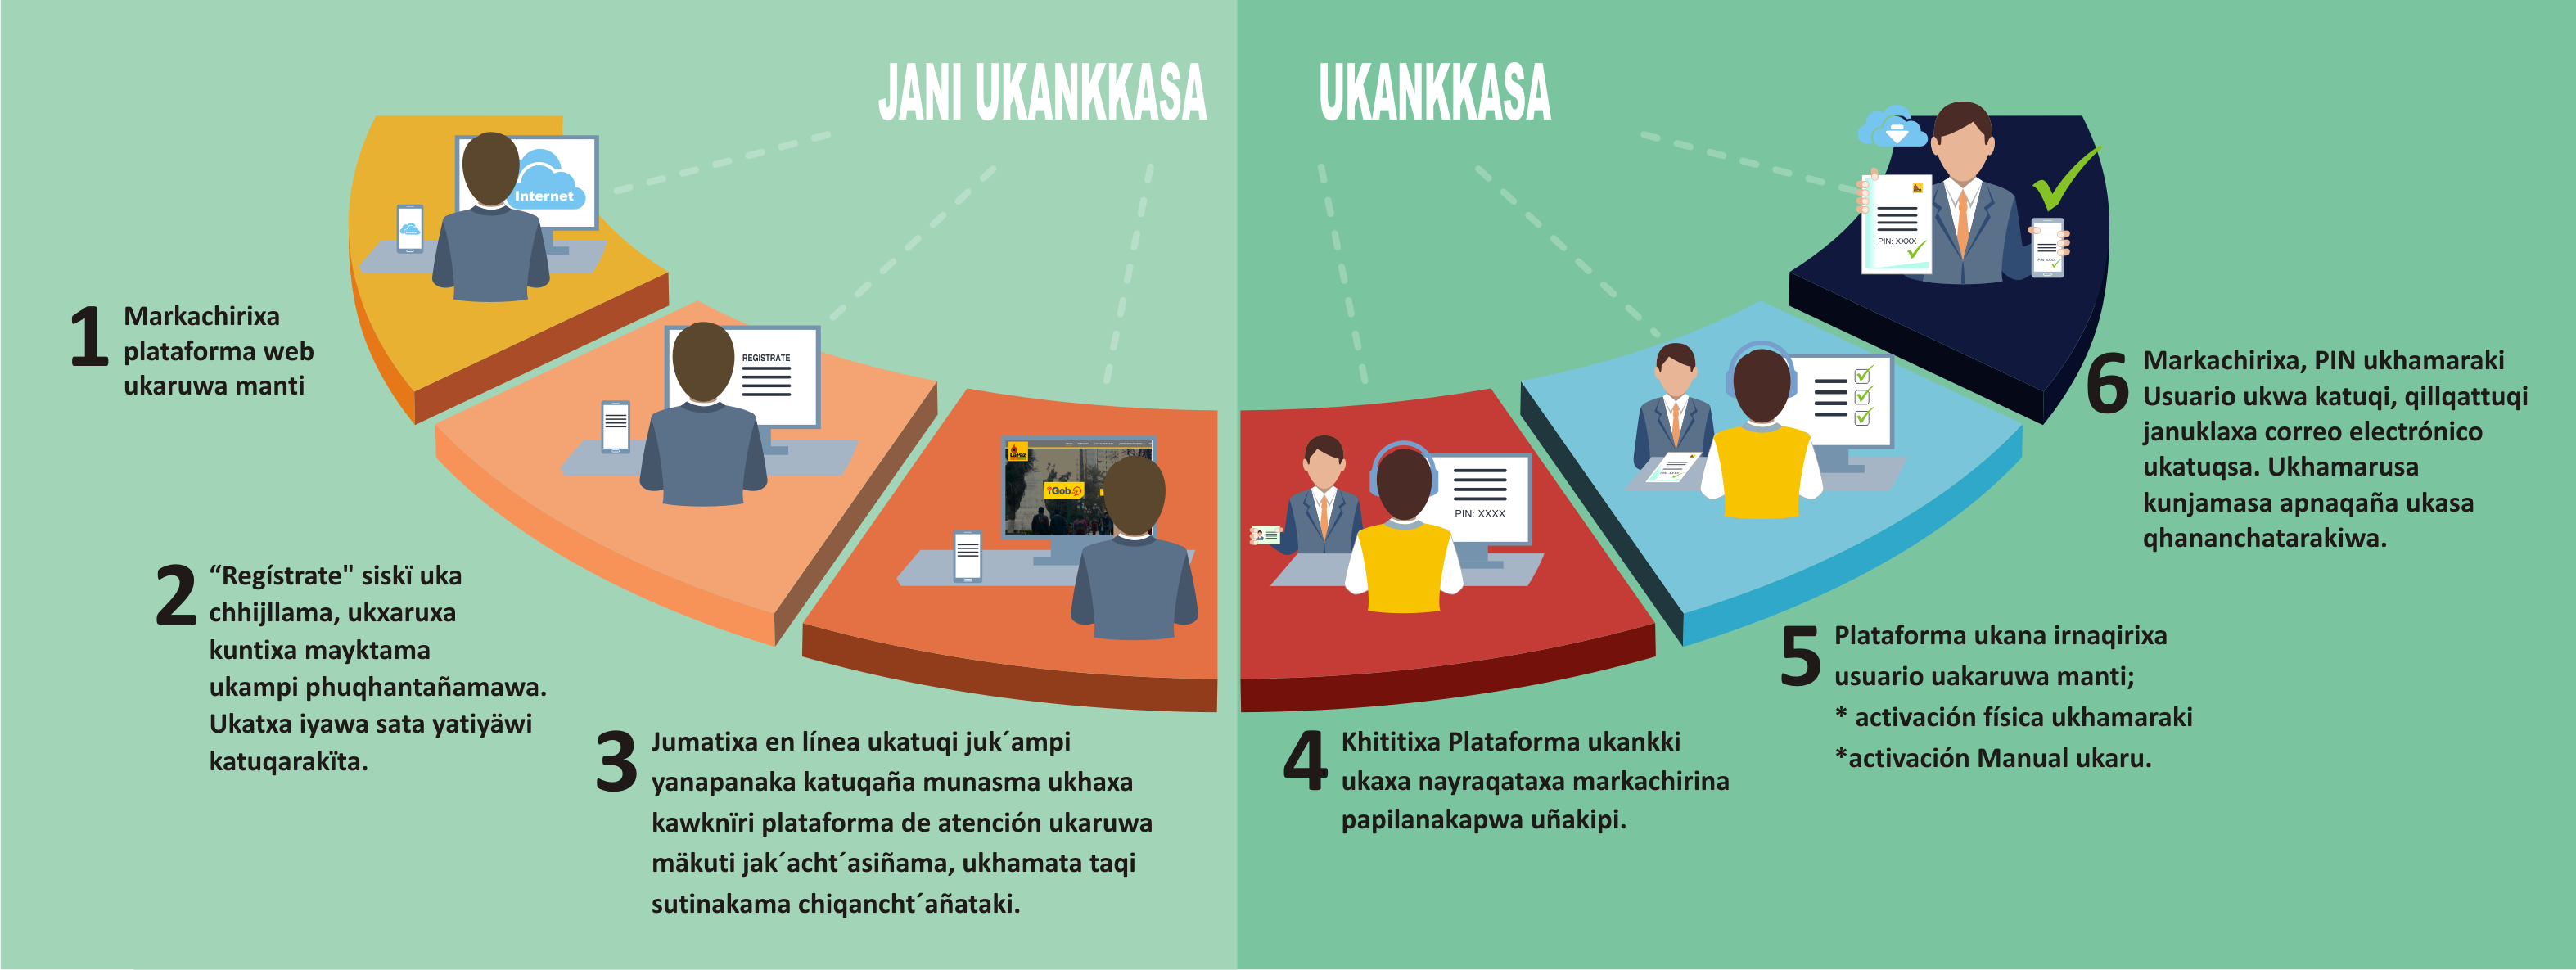 JANI UKANKKASA
UKANKKASA
Internet
1
Markachirixa
plataforma web
ukaruwa manti
REGISTRATE
2
“Regístrate" siskï uka
chhijllama, ukxaruxa
kuntixa mayktama
ukampi phuqhantañamawa.
Ukatxa iyawa sata yatiyäwi
katuqarakïta.
LaPaz
iGob
3
Jumatixa en línea ukatuqi juk´ampi
yanapanaka katuqaña munasma ukhaxa
kawknïri plataforma de atención ukaruwa
mäkuti jak´acht´asiñama, ukhamata taqi
sutinakama chiqancht´añataki.
PIN: XXXX
4
Khititixa Plataforma ukankki
ukaxa nayraqataxa markachirina
papilanakapwa uñakipi.
5
Plataforma ukana irnaqirixa
usuario uakaruwa manti;
* activación física ukhamaraki
*activación Manual ukaru.
PIN: XXXX
PIN: XXXX
6
Markachirixa, PIN ukhamaraki
Usuario ukwa katuqi, qillqattuqi
januklaxa correo electrónico
ukatuqsa. Ukhamarusa
kunjamasa apnaqaña ukasa
qhananchatarakiwa.